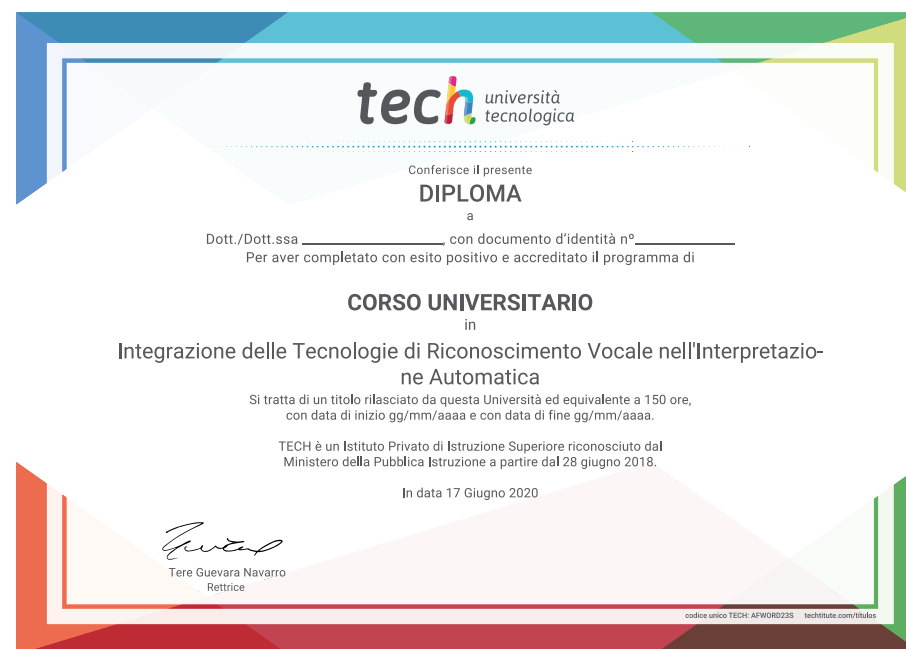 tech università
tecnologica
Conferisce il presente
DIPLOMA
a
Dott./Dott.ssa ____________________, con documento d'identità nº______________
Per aver completato con esito positivo e accreditato il programma di
CORSO UNIVERSITARIO
in
Integrazione delle Tecnologie di Riconoscimento Vocale nell'Interpretazio-
ne Automatica
Si tratta di un titolo rilasciato da questa Università ed equivalente a 150 ore,
con data di inizio gg/mm/aaaa e con data di fine gg/mm/aaaa.
TECH è un Istituto Privato di Istruzione Superiore riconosciuto dal
Ministero della Pubblica Istruzione a partire dal 28 giugno 2018.
In data 17 Giugno 2020
Tere Guevara Navarro
Rettrice
codice unico TECH: AFWORD23S techtitute.com/títulos